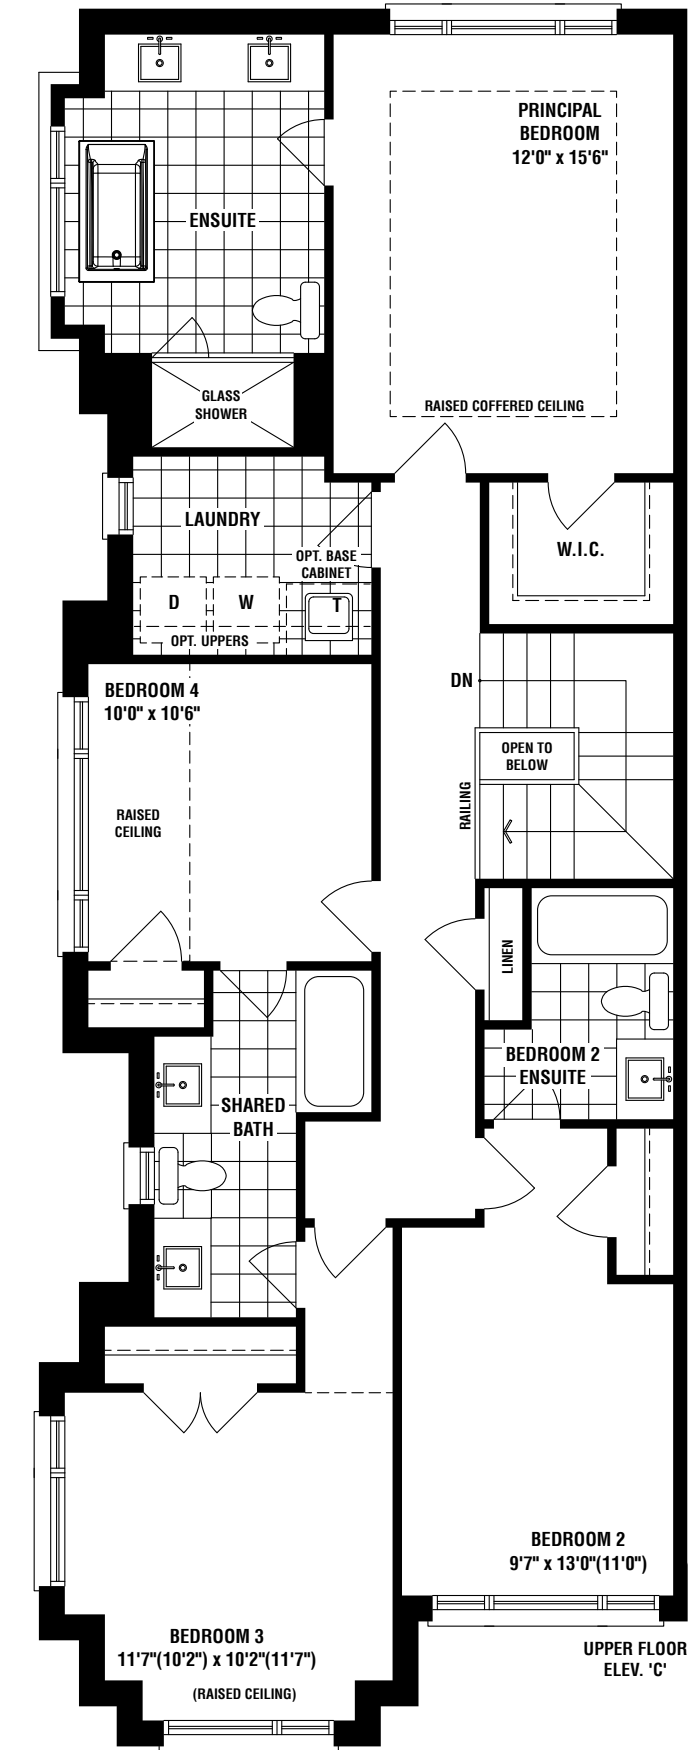 PRINCIPAL
BEDROOM
12'0" x 15'6"
ENSUITE
RAISED COFFERED CEILING
GLASS
SHOWER
LAUNDRY
OPT. BASE
CABINET
W.I.C.
D
W
T
OPT. UPPERS
BEDROOM 4
10'0" x 10'6"
DN
OPEN TO
BELOW
RAISED
CEILING
RAILING
LINEN
BEDROOM 2
ENSUITE
SHARED
BATH
BEDROOM 2
9'7" x 13'0"(11'0")
BEDROOM 3
11'7"(10'2") x 10'2"(11'7")
(RAISED CEILING)
UPPER FLOOR
ELEV. 'C'